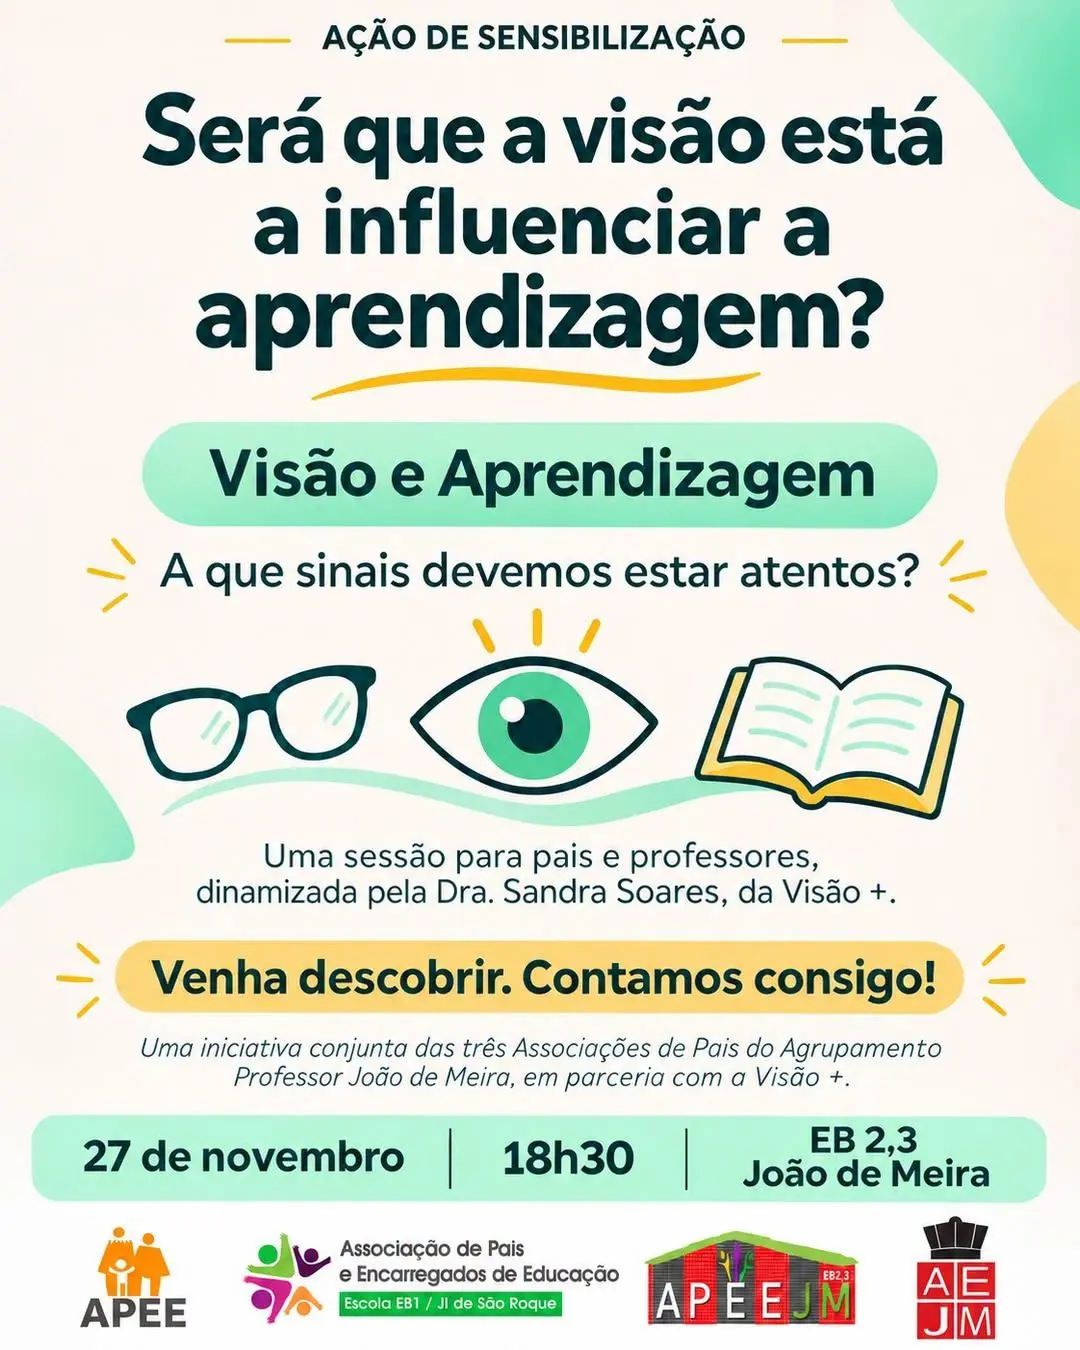 AÇÃO DE SENSIBILIZAÇÃO
Será que a visão está
a influenciar a
aprendizagem?
Visão e Aprendizagem
A que sinais devemos estar atentos?
Uma sessão para pais e professores,
dinamizada pela Dra. Sandra Soares, da Visão +.
Venha descobrir. Contamos consigo!
Uma iniciativa conjunta das três Associações de Pais do Agrupamento
Professor João de Meira, em parceria com a Visão +.
27 de novembro
18h30
EB 2,3
João de Meira
APEE
Associação de Pais
e Encarregados de Educação
Escola EB1 / JI de São Roque
EB2,3
APEEJM
AE
JM